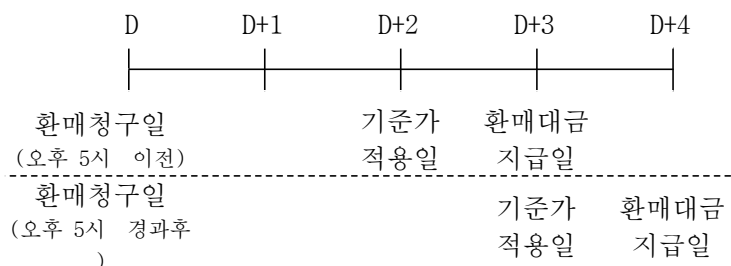 D D+1 D+2 D+3 D+4
환매청구일 기준가 환매대금
(오후 5시 이전) 적용일 지급일
환매청구일 기준가 환매대금
(오후 5시 경과후 적용일 지급일
)